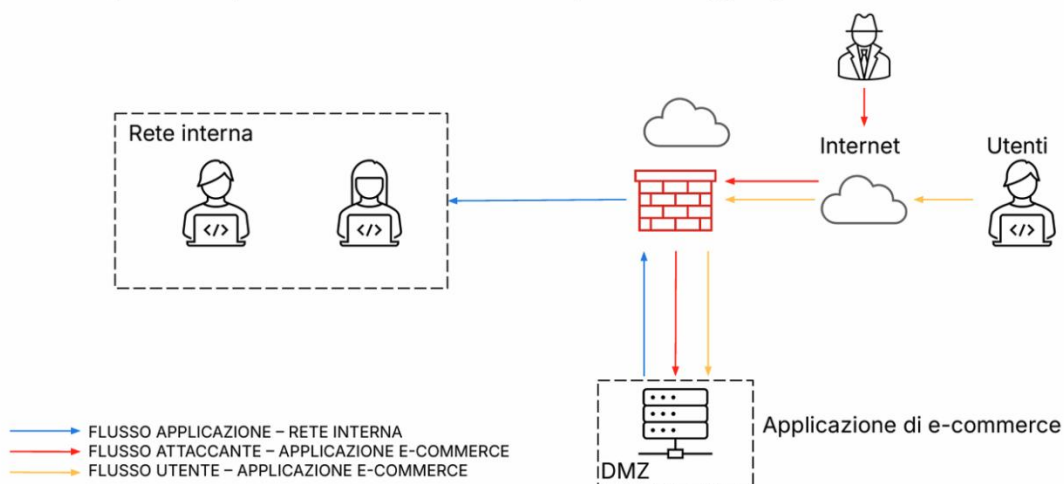 Rete interna
Internet
Utenti
</>
</>
</>
Applicazione di e-commerce
DMZ
FLUSSO APPLICAZIONE – RETE INTERNA
FLUSSO ATTACCANTE – APPLICAZIONE E-COMMERCE
FLUSSO UTENTE – APPLICAZIONE E-COMMERCE